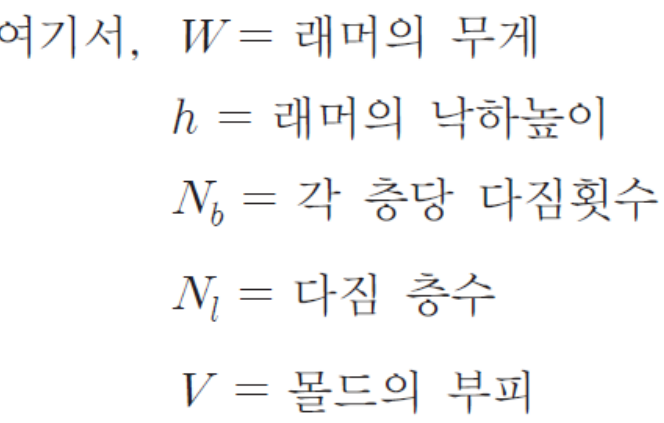 여기서, W = 래머의 무게
h = 래머의 낙하높이
N_b = 각 층당 다짐횟수
N_l = 다짐 층수
V = 몰드의 부피